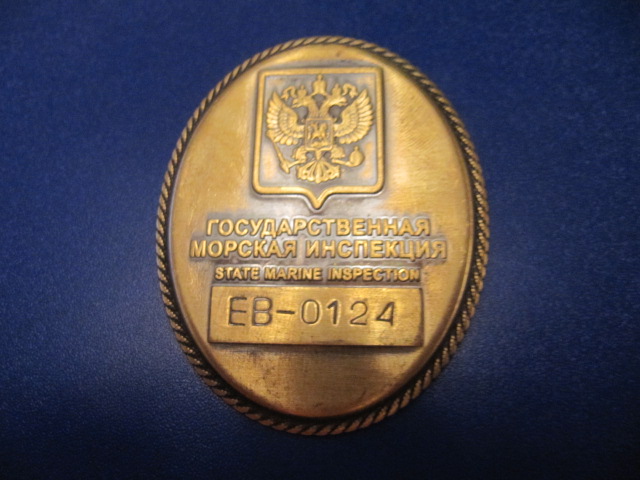 ГОСУДАРСТВЕННАЯ
МОРСКАЯ ИНСПЕКЦИЯ
STATE MARINE INSPECTION
ЕВ-0124